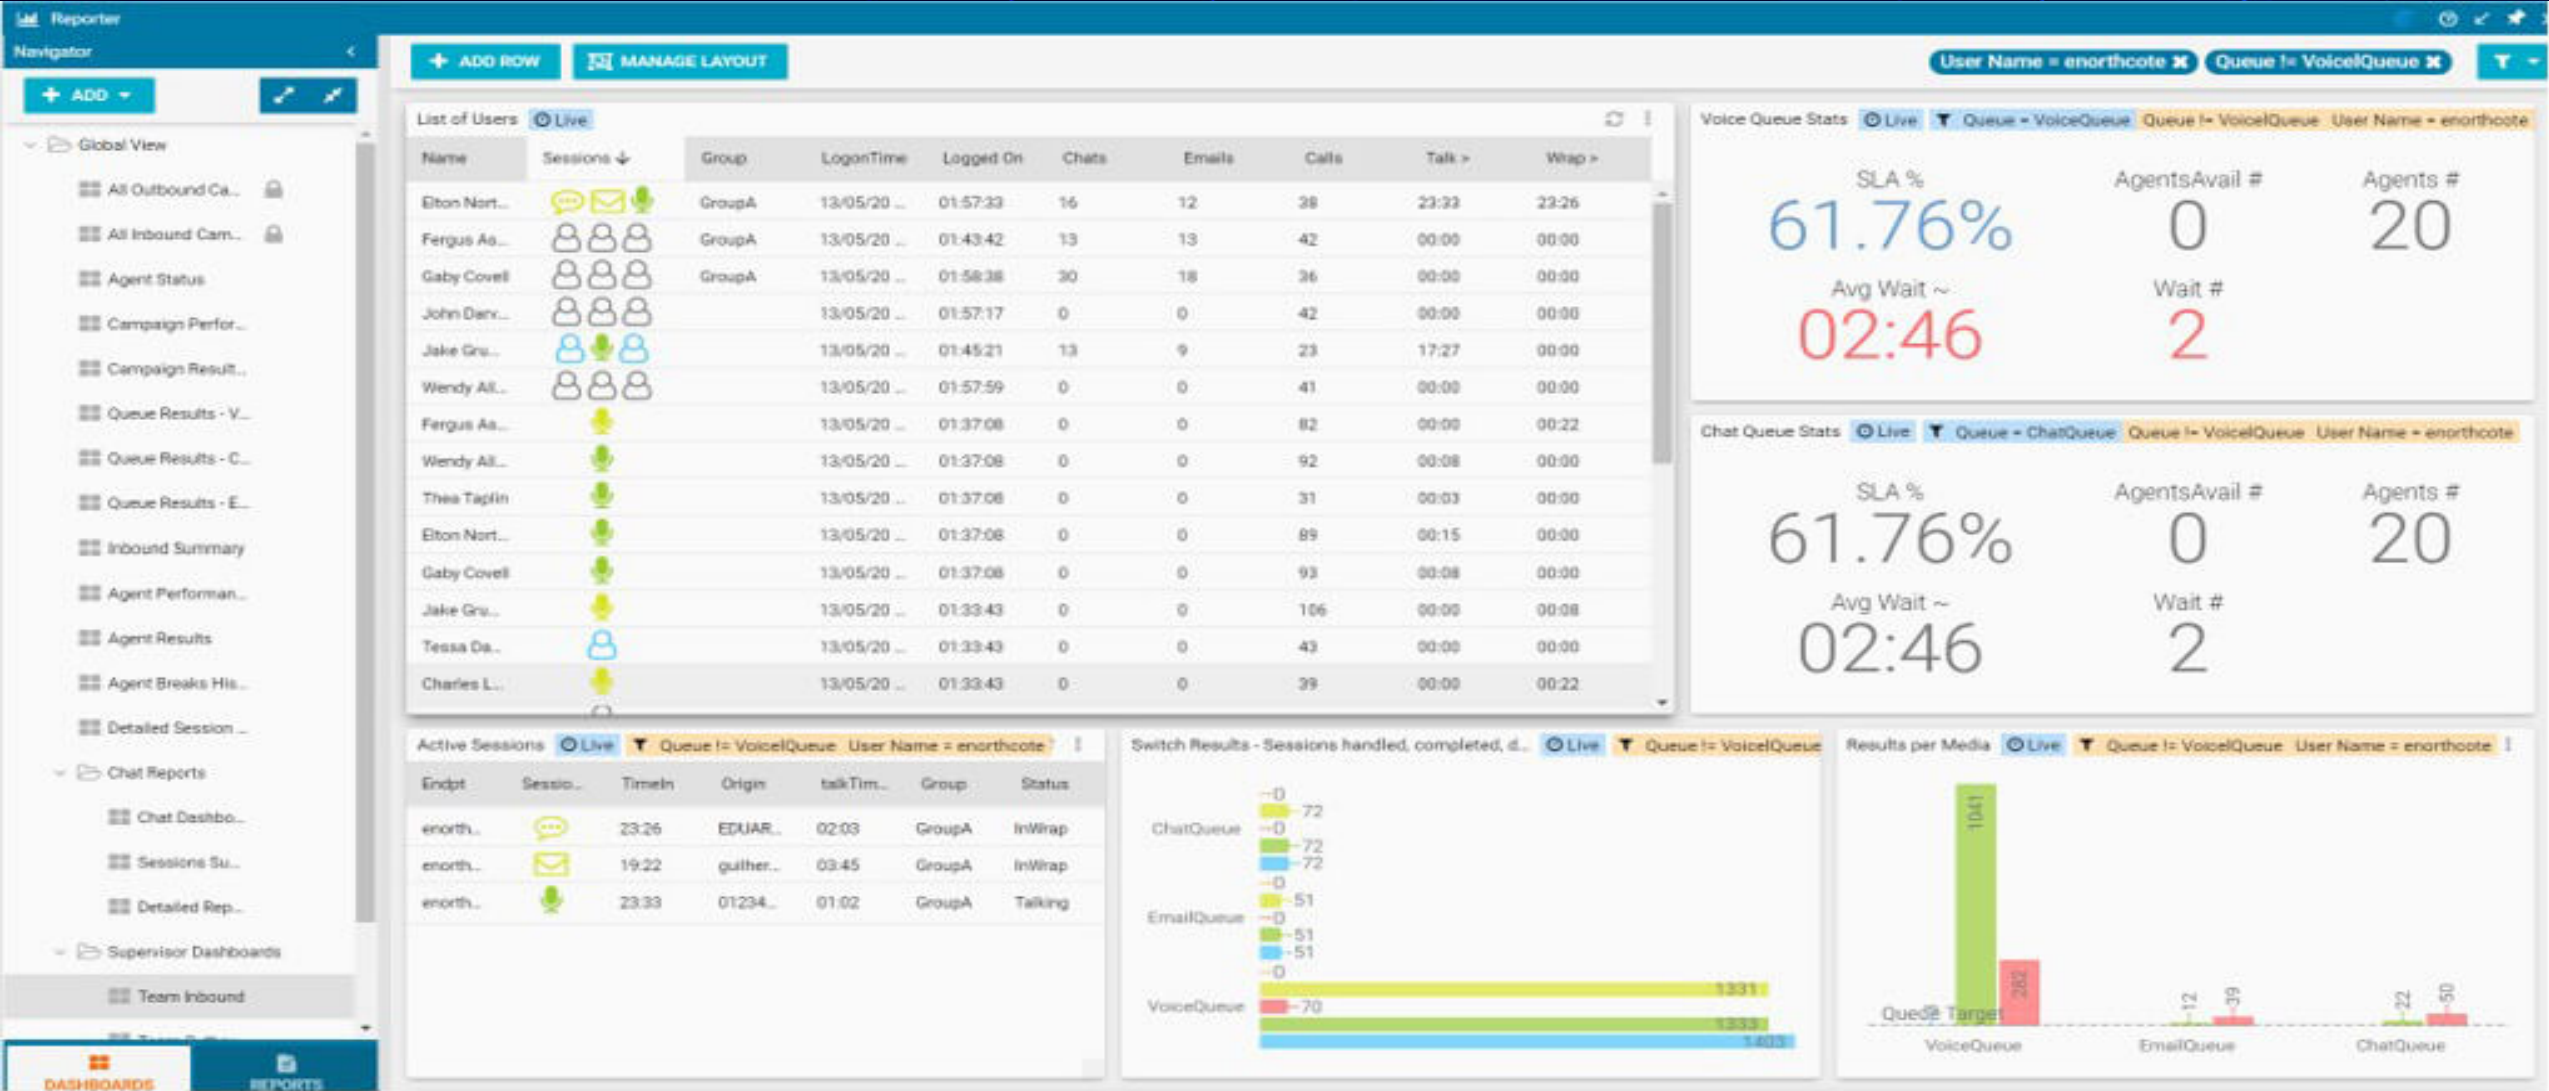 Reporter
Navigator
ADD
Global View
All Outbound Ca...
All Inbound Cam...
Agent Status
Campaign Perfor...
Campaign Result...
Queue Results - V...
Queue Results - C...
Queue Results - E...
Inbound Summary
Agent Performan...
Agent Results
Agent Breaks His...
Detailed Session ...
Chat Reports
Chat Dashbo...
Sessions Su...
Detailed Rep...
Supervisor Dashboards
Team Inbound
DASHBOARDS REPORTS
ADD ROW MANAGE LAYOUT
User Name = enorthcote Queue != VoicelQueue
List of Users Live
Name Sessions Group LogonTime Logged On Chats Emails Calls Talk > Wrap >
Elton Nort... GroupA 13/05/20 ... 01:57:33 16 12 38 23:33 23:26
Fergus As... GroupA 13/05/20 ... 01:43:42 13 13 42 00:00 00:00
Gaby Covell GroupA 13/05/20 ... 01:58:38 30 18 36 00:00 00:00
John Darv... 13/05/20 ... 01:57:17 0 0 42 00:00 00:00
Jake Gru... 13/05/20 ... 01:45:21 13 9 23 17:27 00:00
Wendy All... 13/05/20 ... 01:57:59 0 0 41 00:00 00:00
Fergus As... 13/05/20 ... 01:37:08 0 0 82 00:00 00:22
Wendy All... 13/05/20 ... 01:37:08 0 0 92 00:08 00:00
Thea Taplin 13/05/20 ... 01:37:08 0 0 31 00:03 00:00
Elton Nort... 13/05/20 ... 01:37:08 0 0 89 00:15 00:00
Gaby Covell 13/05/20 ... 01:37:08 0 0 93 00:08 00:00
Jake Gru... 13/05/20 ... 01:33:43 0 0 106 00:00 00:08
Tessa Da... 13/05/20 ... 01:33:43 0 0 43 00:00 00:00
Charles L... 13/05/20 ... 01:33:43 0 0 39 00:00 00:22
Voice Queue Stats Live Queue = VoiceQueue Queue != VoicelQueue User Name = enorthcote
SLA % AgentsAvail # Agents #
61.76% 0 20
Avg Wait ~ Wait #
02:46 2
Chat Queue Stats Live Queue = ChatQueue Queue != VoicelQueue User Name = enorthcote
SLA % AgentsAvail # Agents #
61.76% 0 20
Avg Wait ~ Wait #
02:46 2
Active Sessions Live Queue != VoicelQueue User Name = enorthcote
Endpt Sessio... TimeIn Origin talkTim... Group Status
enorth... 23:26 EDUAR... 02:03 GroupA InWrap
enorth... 19:22 guilher... 03:45 GroupA InWrap
enorth... 23:33 01234... 01:02 GroupA Talking
Switch Results - Sessions handled, completed, d... Live Queue != VoicelQueue
0
72
ChatQueue 0
72
72
0
51
EmailQueue 0
51
51
0
1331
VoiceQueue 70
1333
1403
Results per Media Live Queue != VoicelQueue User Name = enorthcote
1041 282 12 39 22 50
Queue Target
VoiceQueue EmailQueue ChatQueue